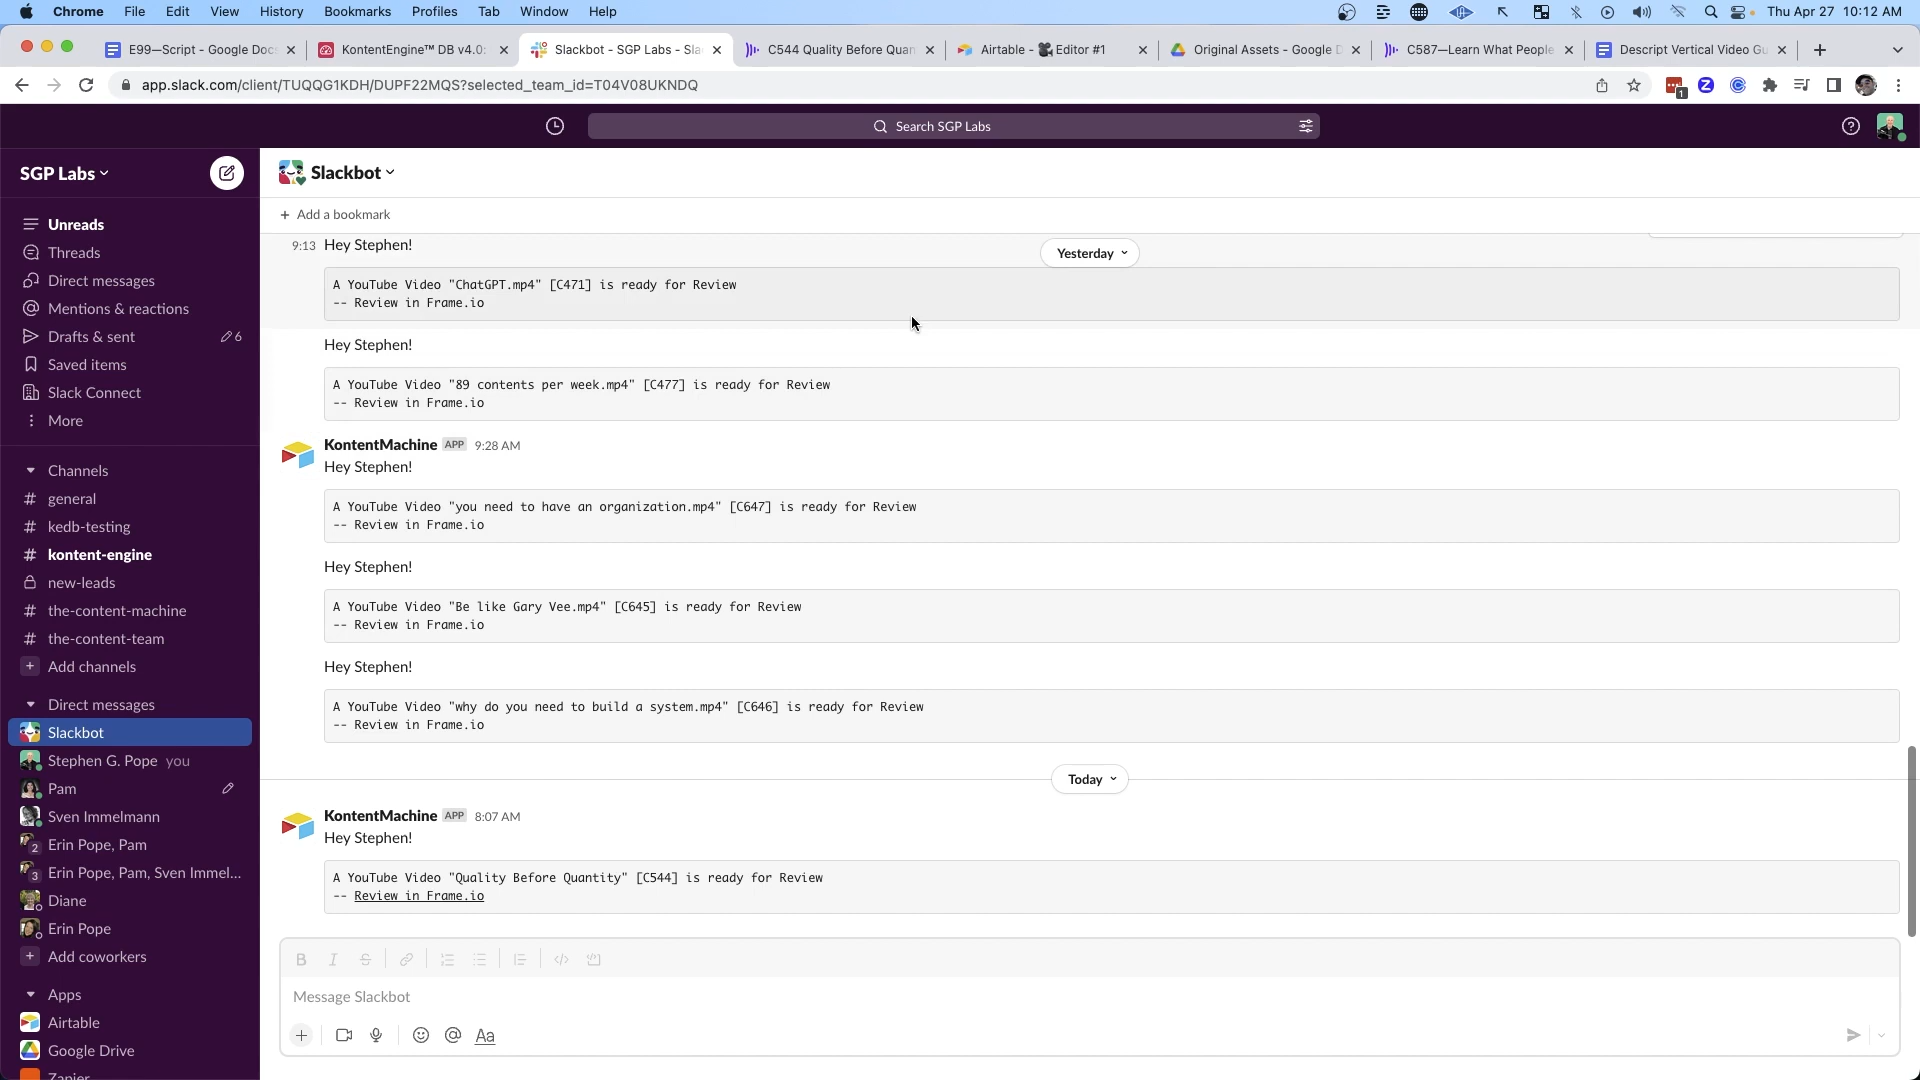 Chrome File Edit View History Bookmarks Profiles Tab Window Help Thu Apr 27 10:12 AM
E99—Script - Google Docs KontentEngine™ DB v4.0: Slackbot - SGP Labs - Sla C544 Quality Before Quan Airtable - Editor #1 Original Assets - Google D C587—Learn What People Descript Vertical Video Gu
app.slack.com/client/TUQQG1KDH/DUPF22MQS?selected_team_id=T04V08UKNDQ
1
Search SGP Labs
SGP Labs
Unreads
Threads
Direct messages
Mentions & reactions
Drafts & sent 6
Saved items
Slack Connect
More
Channels
# general
# kedb-testing
# kontent-engine
new-leads
# the-content-machine
# the-content-team
+ Add channels
Direct messages
Slackbot
Stephen G. Pope you
Pam
Sven Immelmann
2 Erin Pope, Pam
3 Erin Pope, Pam, Sven Immel...
Diane
Erin Pope
+ Add coworkers
Apps
Airtable
Google Drive
Zapier
Slackbot
+ Add a bookmark
Yesterday
9:13 Hey Stephen!
A YouTube Video "ChatGPT.mp4" [C471] is ready for Review
-- Review in Frame.io
Hey Stephen!
A YouTube Video "89 contents per week.mp4" [C477] is ready for Review
-- Review in Frame.io
KontentMachine APP 9:28 AM
Hey Stephen!
A YouTube Video "you need to have an organization.mp4" [C647] is ready for Review
-- Review in Frame.io
Hey Stephen!
A YouTube Video "Be like Gary Vee.mp4" [C645] is ready for Review
-- Review in Frame.io
Hey Stephen!
A YouTube Video "why do you need to build a system.mp4" [C646] is ready for Review
-- Review in Frame.io
Today
KontentMachine APP 8:07 AM
Hey Stephen!
A YouTube Video "Quality Before Quantity" [C544] is ready for Review
-- Review in Frame.io
B I S
Message Slackbot
+ @ Aa